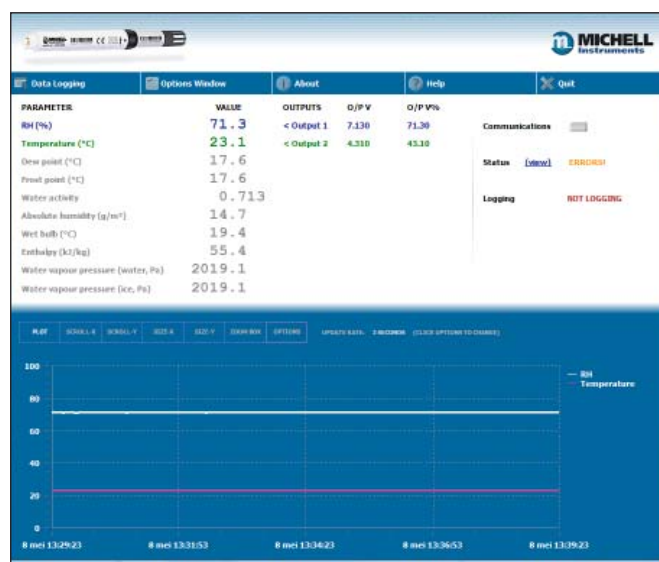 MICHELL
Instruments
Data Logging Options Window About Help Quit
PARAMETER VALUE OUTPUTS O/P V O/P V%
RH (%) 71.3 < Output 1 7.130 71.30
Temperature (°C) 23.1 < Output 2 4.310 43.10
Dew point (°C) 17.6
Frost point (°C) 17.6
Water activity 0.713
Absolute humidity (g/m³) 14.7
Wet bulb (°C) 19.4
Enthalpy (kJ/kg) 55.4
Water vapour pressure (water, Pa) 2019.1
Water vapour pressure (ice, Pa) 2019.1
Communications
Status (view) ERRORS!
Logging NOT LOGGING
PLOT SCROLL-X SCROLL-Y SIZE-X SIZE-Y ZOOM-BOX OPTIONS UPDATE RATE: 3 SECONDS (CLICK OPTIONS TO CHANGE)
100
80
60
40
20
0
RH
Temperature
8 mei 13:29:23 8 mei 13:31:53 8 mei 13:34:23 8 mei 13:36:53 8 mei 13:39:23